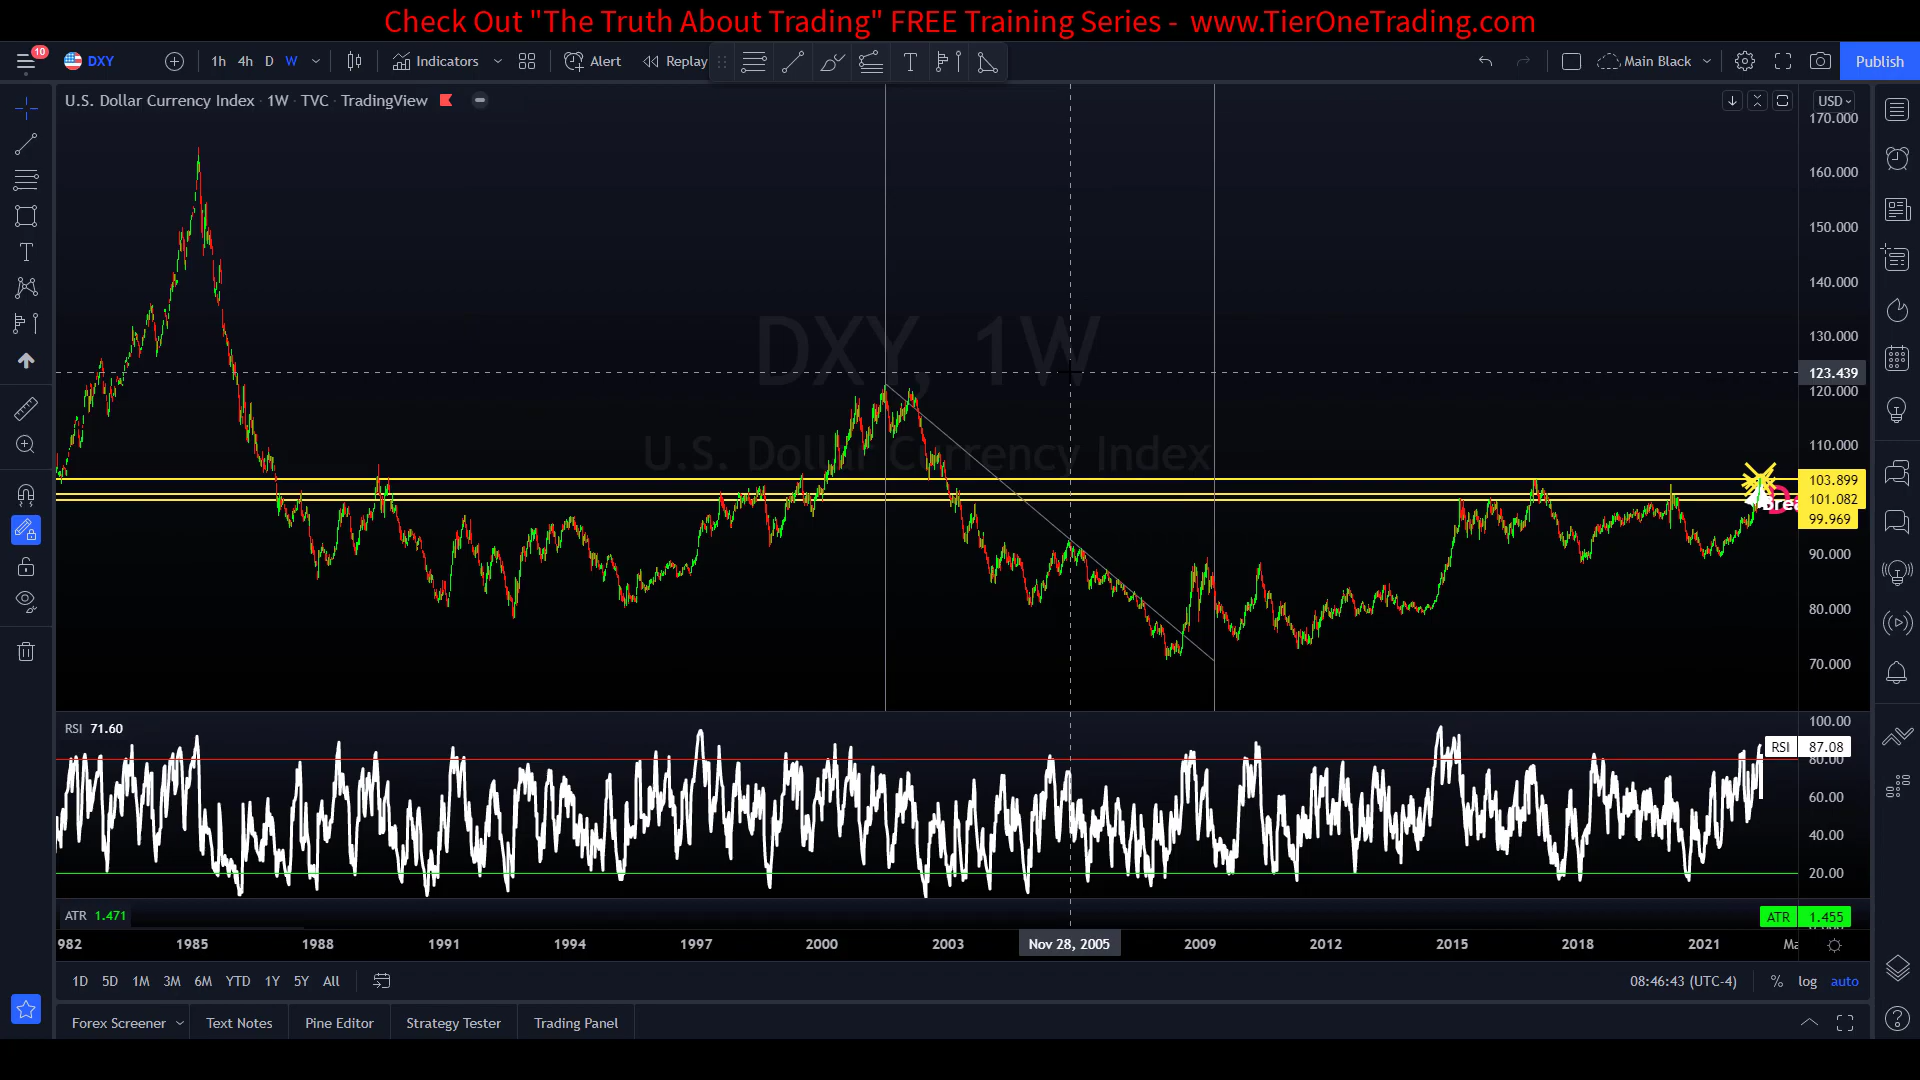 Check Out "The Truth About Trading" FREE Training Series - www.TierOneTrading.com
10
DXY
1h 4h D W
Indicators
Alert
Replay
T
Main Black
Publish
U.S. Dollar Currency Index · 1W · TVC · TradingView
USD
170.000
160.000
150.000
140.000
130.000
123.439
120.000
110.000
103.899
101.082
99.969
90.000
80.000
70.000
DXY, 1W
U.S. Dollar Currency Index
Brea
RSI 71.60
100.00
RSI 87.08
80.00
60.00
40.00
20.00
ATR 1.471
ATR 1.455
982 1985 1988 1991 1994 1997 2000 2003 Nov 28, 2005 2009 2012 2015 2018 2021 Ma
1D 5D 1M 3M 6M YTD 1Y 5Y All
08:46:43 (UTC-4) % log auto
Forex Screener Text Notes Pine Editor Strategy Tester Trading Panel